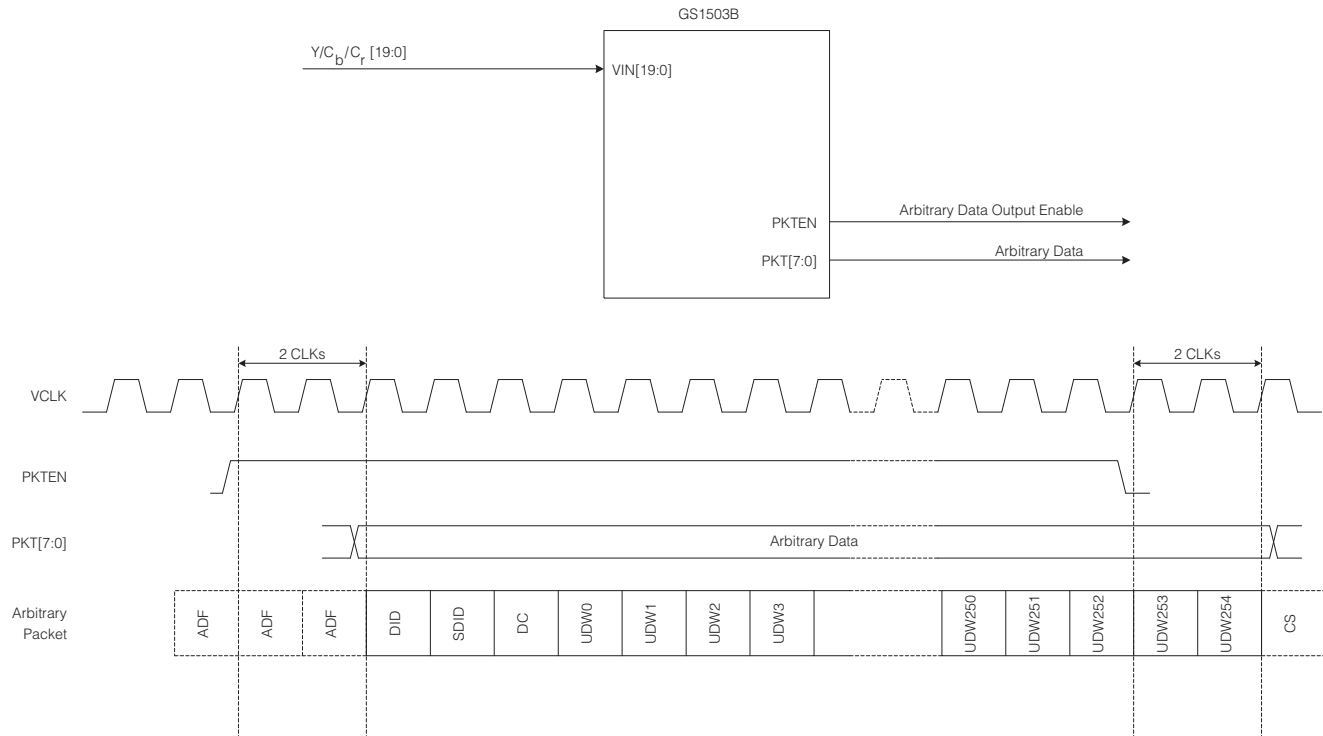 GS1503B
Y/Cb/Cr [19:0]
VIN[19:0]
PKTEN
Arbitrary Data Output Enable
PKT[7:0]
Arbitrary Data
2 CLKs
2 CLKs
VCLK
PKTEN
PKT[7:0]
Arbitrary Data
Arbitrary
Packet
ADF
ADF
ADF
DID
SDID
DC
UDW0
UDW1
UDW2
UDW3
UDW250
UDW251
UDW252
UDW253
UDW254
CS